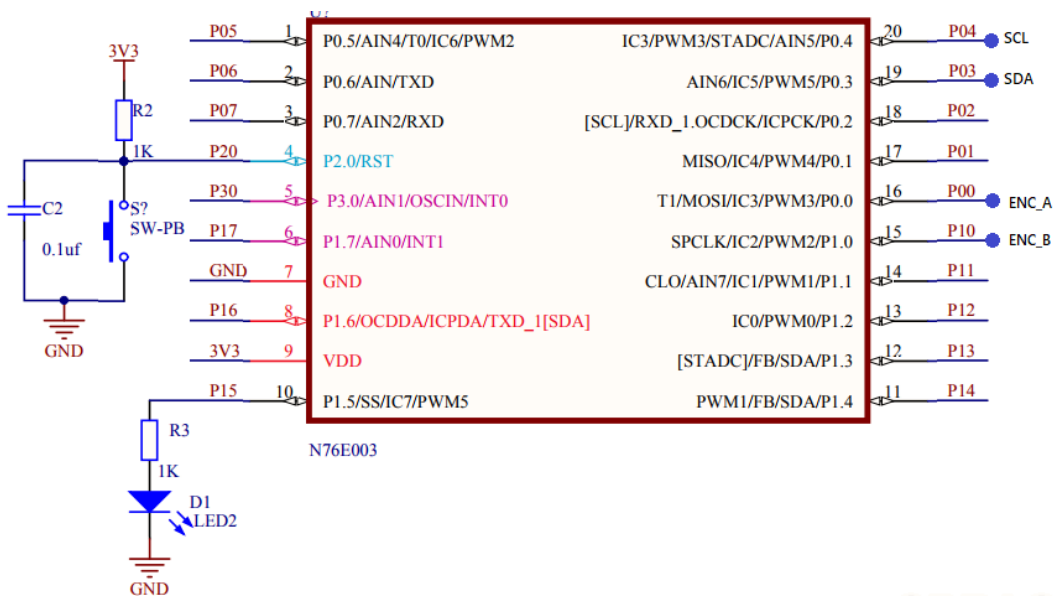 U?
P05 1 P0.5/AIN4/T0/IC6/PWM2 IC3/PWM3/STADC/AIN5/P0.4 20 P04 SCL
3V3
P06 2 P0.6/AIN/TXD AIN6/IC5/PWM5/P0.3 19 P03 SDA
R2
P07 3 P0.7/AIN2/RXD [SCL]/RXD_1.OCDCK/ICPCK/P0.2 18 P02
1K P20 4 P2.0/RST MISO/IC4/PWM4/P0.1 17 P01
C2 S? P30 5 P3.0/AIN1/OSCIN/INT0 T1/MOSI/IC3/PWM3/P0.0 16 P00 ENC_A
0.1uf SW-PB P17 6 P1.7/AIN0/INT1 SPCLK/IC2/PWM2/P1.0 15 P10 ENC_B
GND 7 GND CLO/AIN7/IC1/PWM1/P1.1 14 P11
P16 8 P1.6/OCDDA/ICPDA/TXD_1[SDA] IC0/PWM0/P1.2 13 P12
GND
3V3 9 VDD [STADC]/FB/SDA/P1.3 12 P13
P15 10 P1.5/SS/IC7/PWM5 PWM1/FB/SDA/P1.4 11 P14
R3
N76E003
1K
D1
LED2
GND